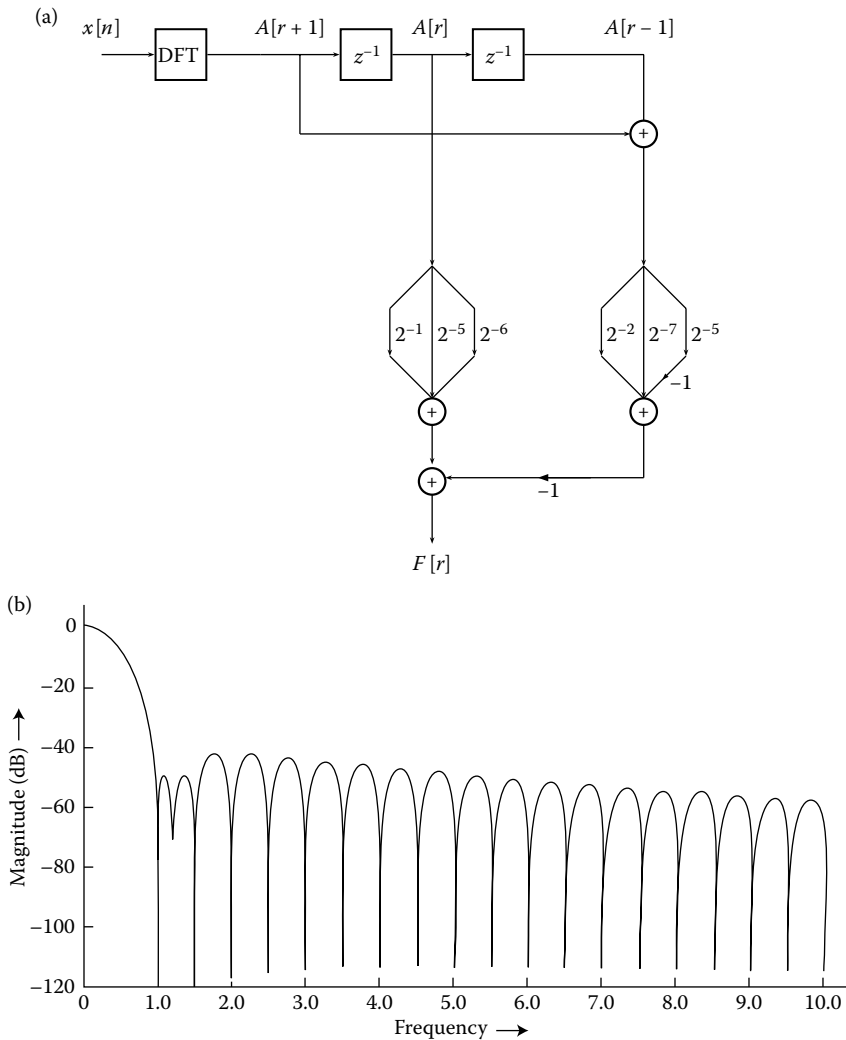 (a)
x[n] A[r + 1] A[r] A[r – 1]
DFT z⁻¹ z⁻¹
+
2⁻¹ 2⁻⁵ 2⁻⁶ 2⁻² 2⁻⁷ 2⁻⁵
–1
+ +
+
–1
F[r]
(b)
0
–20
–40
–60
–80
–100
–120
Magnitude (dB)
0 1.0 2.0 3.0 4.0 5.0 6.0 7.0 8.0 9.0 10.0
Frequency